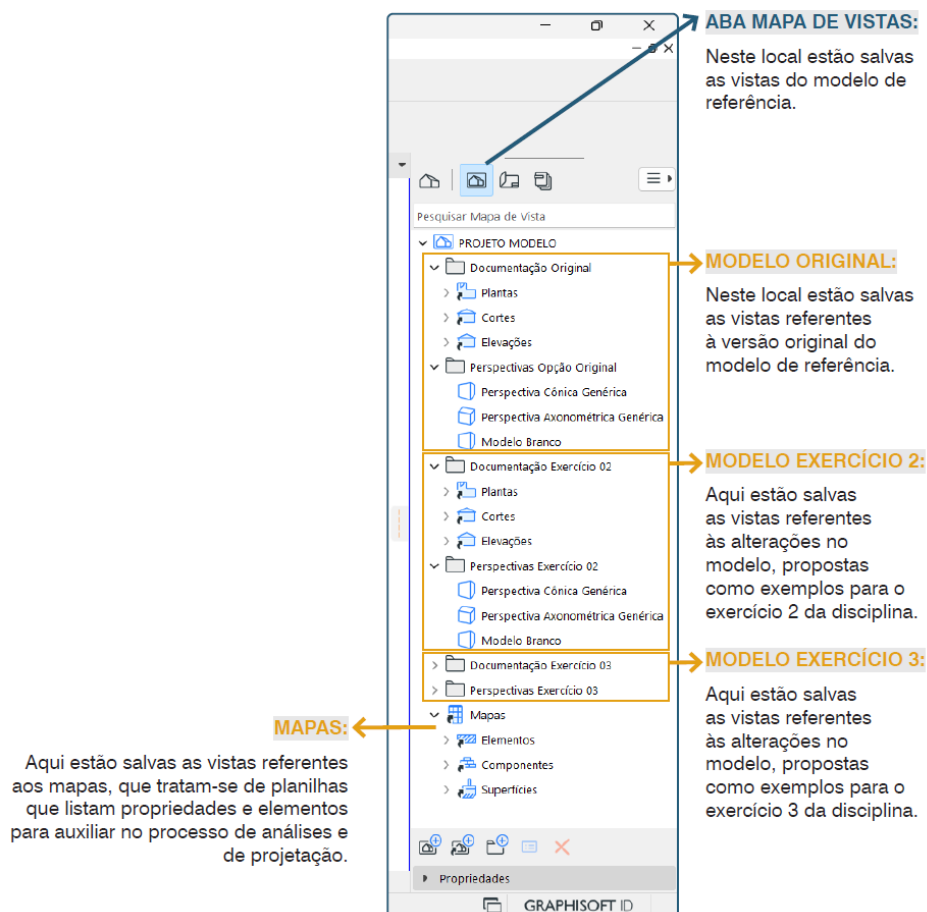 ABA MAPA DE VISTAS:
Neste local estão salvas
as vistas do modelo de
referência.
Pesquisar Mapa de Vista
PROJETO MODELO
Documentação Original
Plantas
Cortes
Elevações
Perspectivas Opção Original
Perspectiva Cônica Genérica
Perspectiva Axonométrica Genérica
Modelo Branco
MODELO ORIGINAL:
Neste local estão salvas
as vistas referentes
à versão original do
modelo de referência.
Documentação Exercício 02
Plantas
Cortes
Elevações
Perspectivas Exercício 02
Perspectiva Cônica Genérica
Perspectiva Axonométrica Genérica
Modelo Branco
MODELO EXERCÍCIO 2:
Aqui estão salvas
as vistas referentes
às alterações no
modelo, propostas
como exemplos para o
exercício 2 da disciplina.
Documentação Exercício 03
Perspectivas Exercício 03
MODELO EXERCÍCIO 3:
Aqui estão salvas
as vistas referentes
às alterações no
modelo, propostas
como exemplos para o
exercício 3 da disciplina.
Mapas
Elementos
Componentes
Superfícies
MAPAS:
Aqui estão salvas as vistas referentes
aos mapas, que tratam-se de planilhas
que listam propriedades e elementos
para auxiliar no processo de análises e
de projetação.
Propriedades
GRAPHISOFT ID